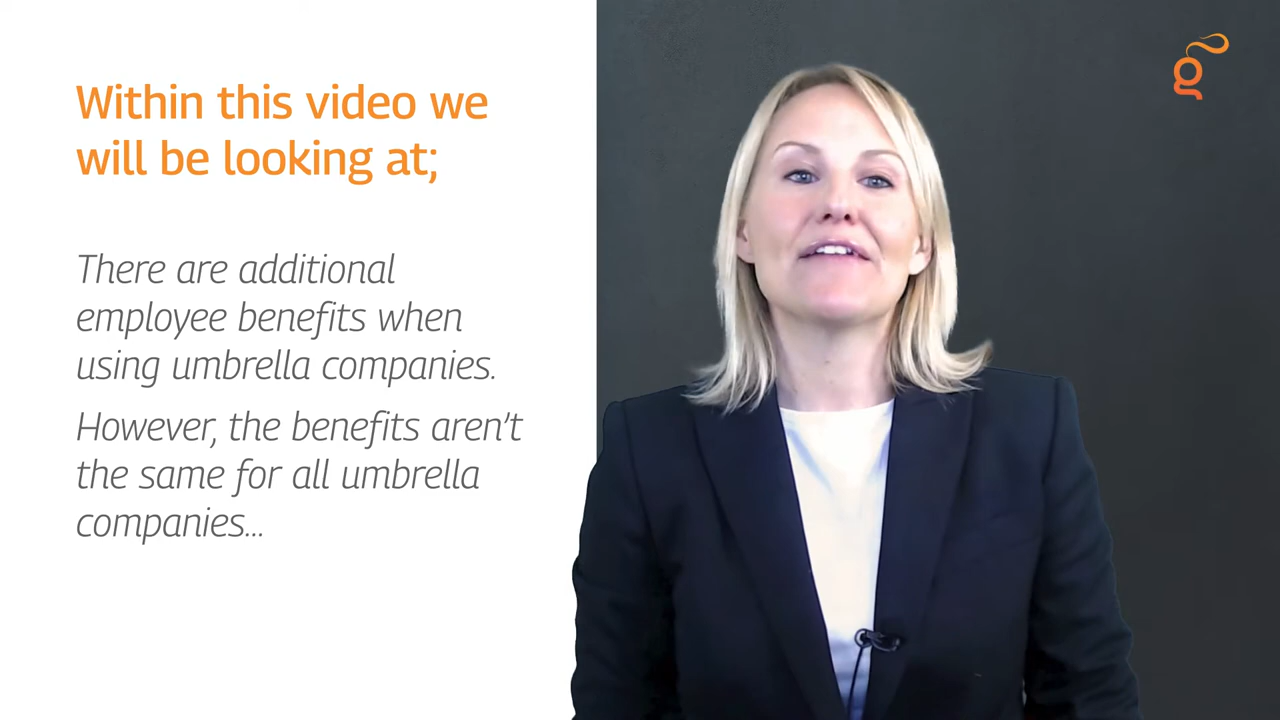 Within this video we
will be looking at;
There are additional
employee benefits when
using umbrella companies.
However, the benefits aren't
the same for all umbrella
companies...
g